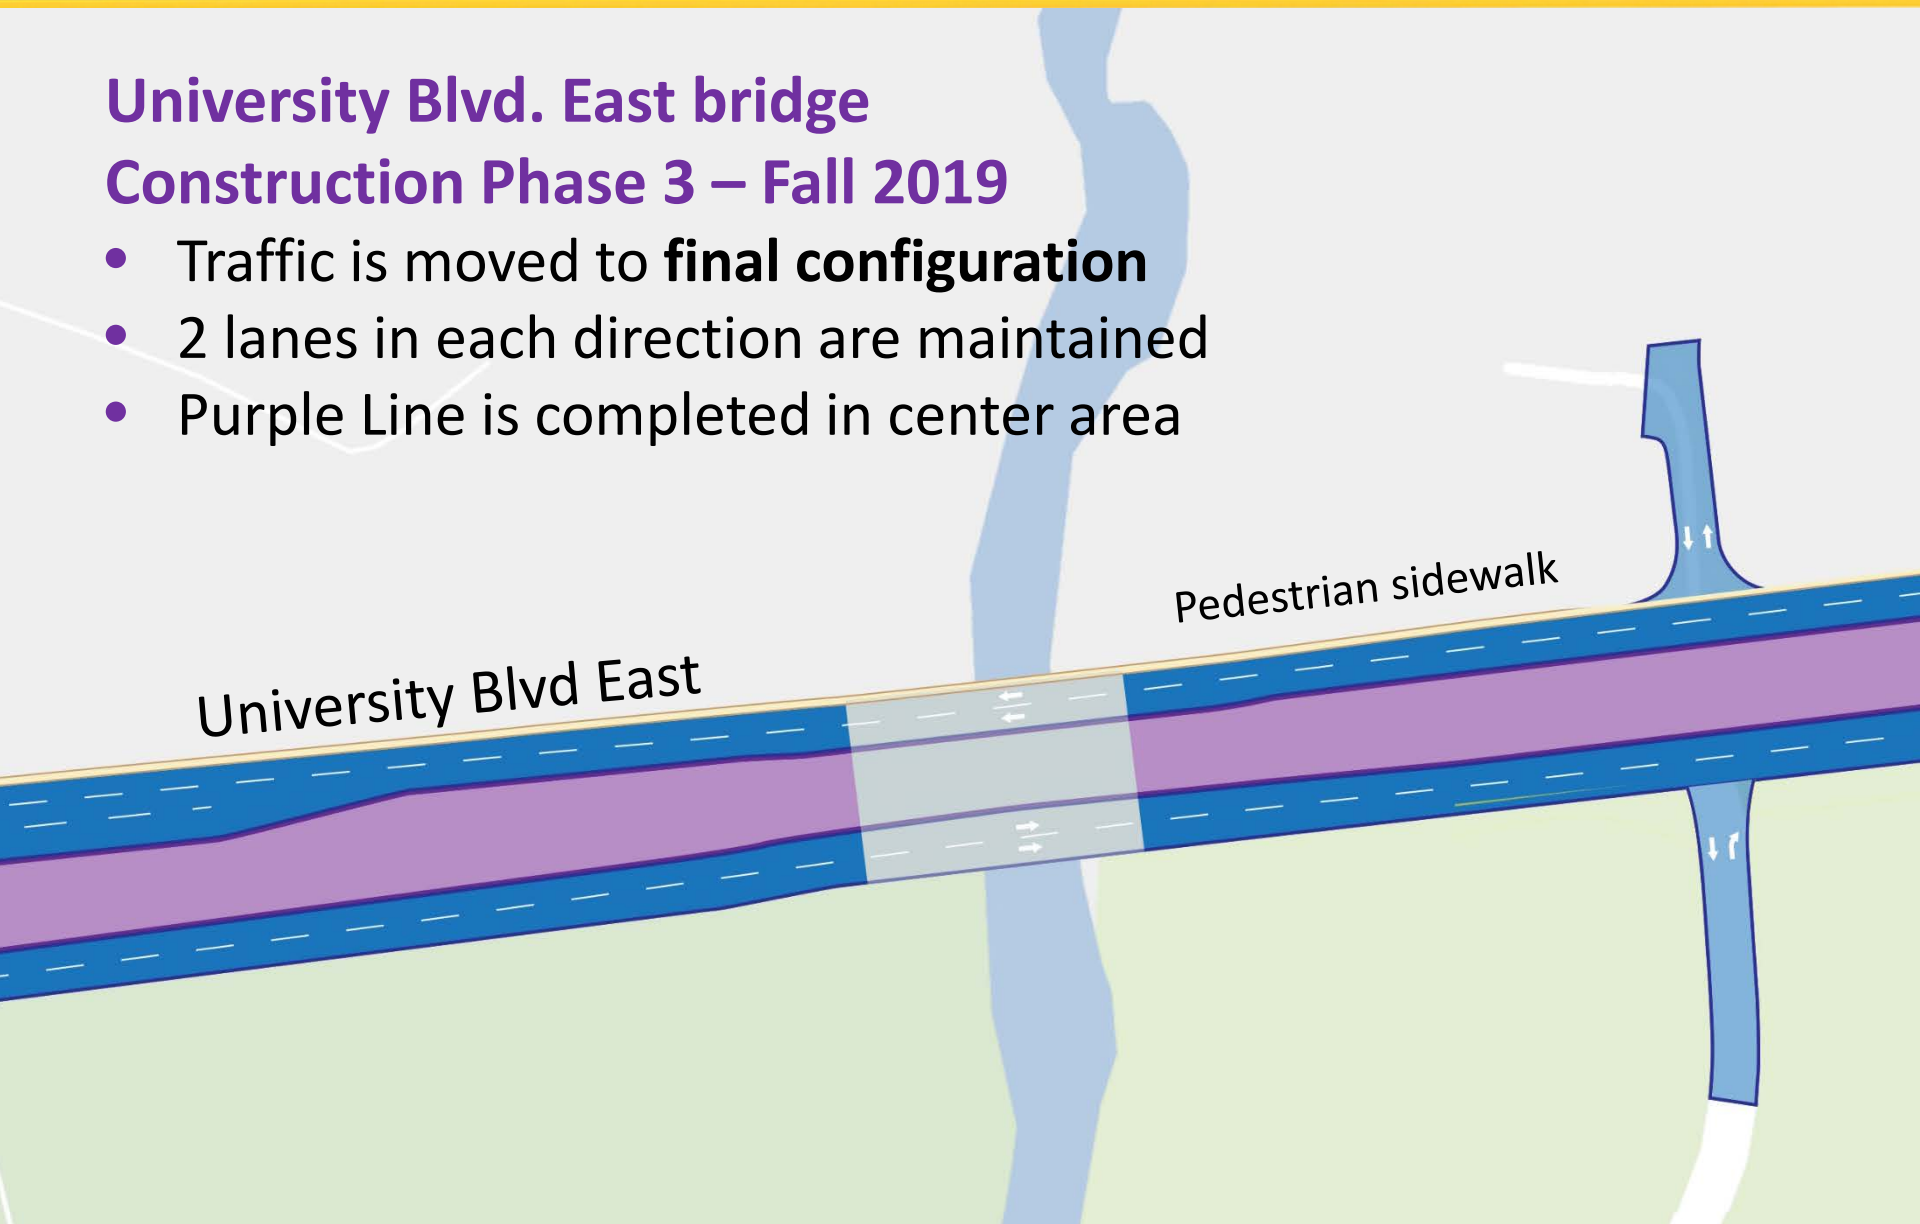 University Blvd. East bridge
Construction Phase 3 – Fall 2019
• Traffic is moved to final configuration
• 2 lanes in each direction are maintained
• Purple Line is completed in center area
Pedestrian sidewalk
University Blvd East